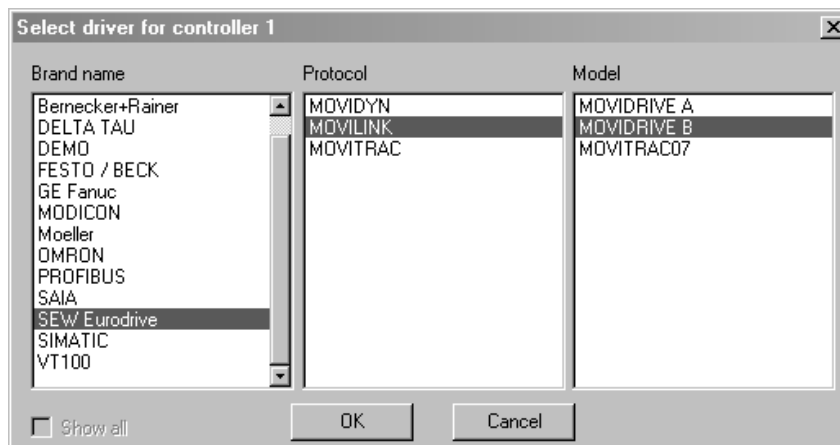 Select driver for controller 1
Brand name
Bernecker+Rainer
DELTA TAU
DEMO
FESTO / BECK
GE Fanuc
MODICON
Moeller
OMRON
PROFIBUS
SAIA
SEW Eurodrive
SIMATIC
VT100
Protocol
MOVIDYN
MOVILINK
MOVITRAC
Model
MOVIDRIVE A
MOVIDRIVE B
MOVITRAC07
Show all
OK
Cancel